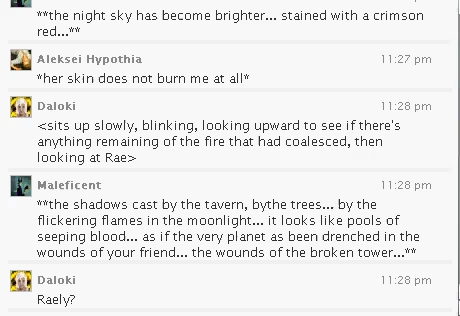 **the night sky has become brighter... stained with a crimson
red...**
Aleksei Hypothia 11:27 pm
*her skin does not burn me at all*
Daloki 11:28 pm
<sits up slowly, blinking, looking upward to see if there's
anything remaining of the fire that had coalesced, then
looking at Rae>
Maleficent 11:28 pm
**the shadows cast by the tavern, bythe trees... by the
flickering flames in the moonlight... it looks like pools of
seeping blood... as if the very planet as been drenched in the
wounds of your friend... the wounds of the broken tower...**
Daloki 11:28 pm
Raely?